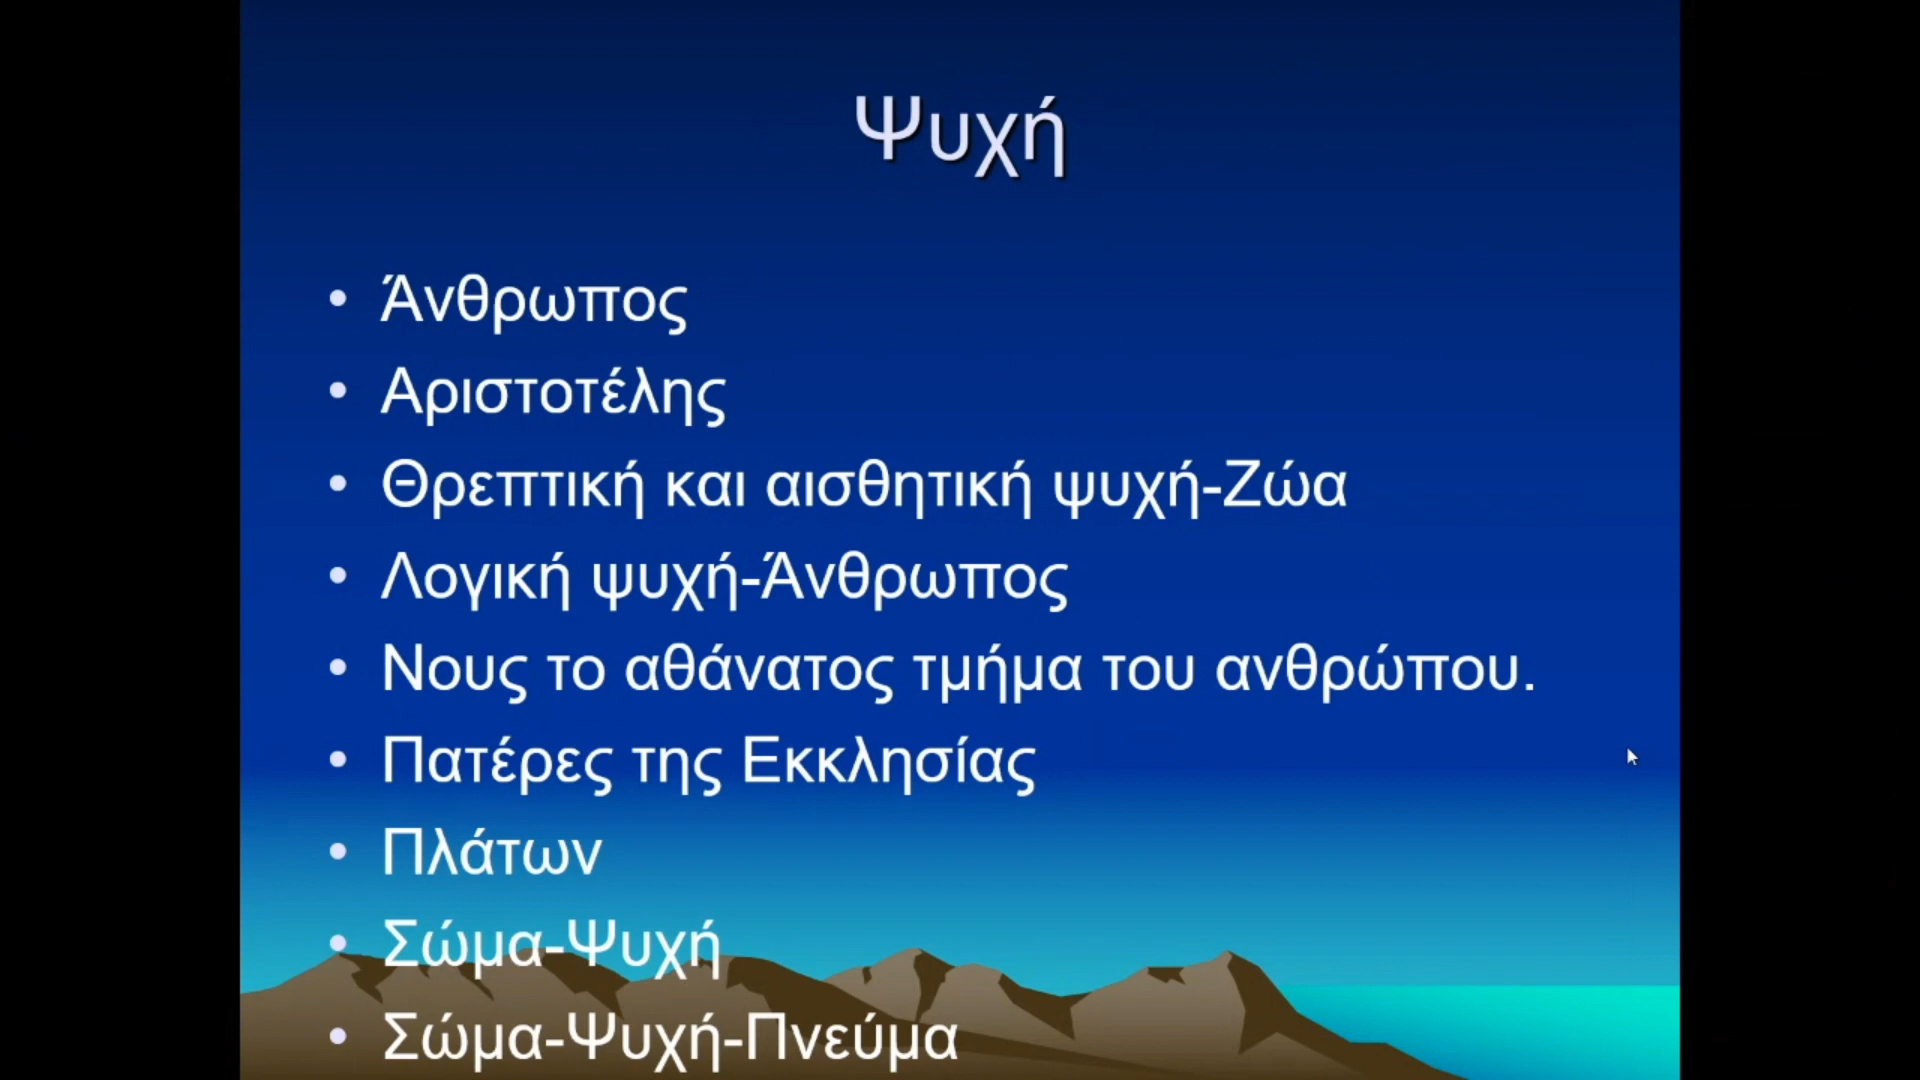 Ψυχή
• Άνθρωπος
• Αριστοτέλης
• Θρεπτική και αισθητική ψυχή-Ζώα
• Λογική ψυχή-Άνθρωπος
• Νους το αθάνατος τμήμα του ανθρώπου.
• Πατέρες της Εκκλησίας
• Πλάτων
• Σώμα-Ψυχή
• Σώμα-Ψυχή-Πνεύμα